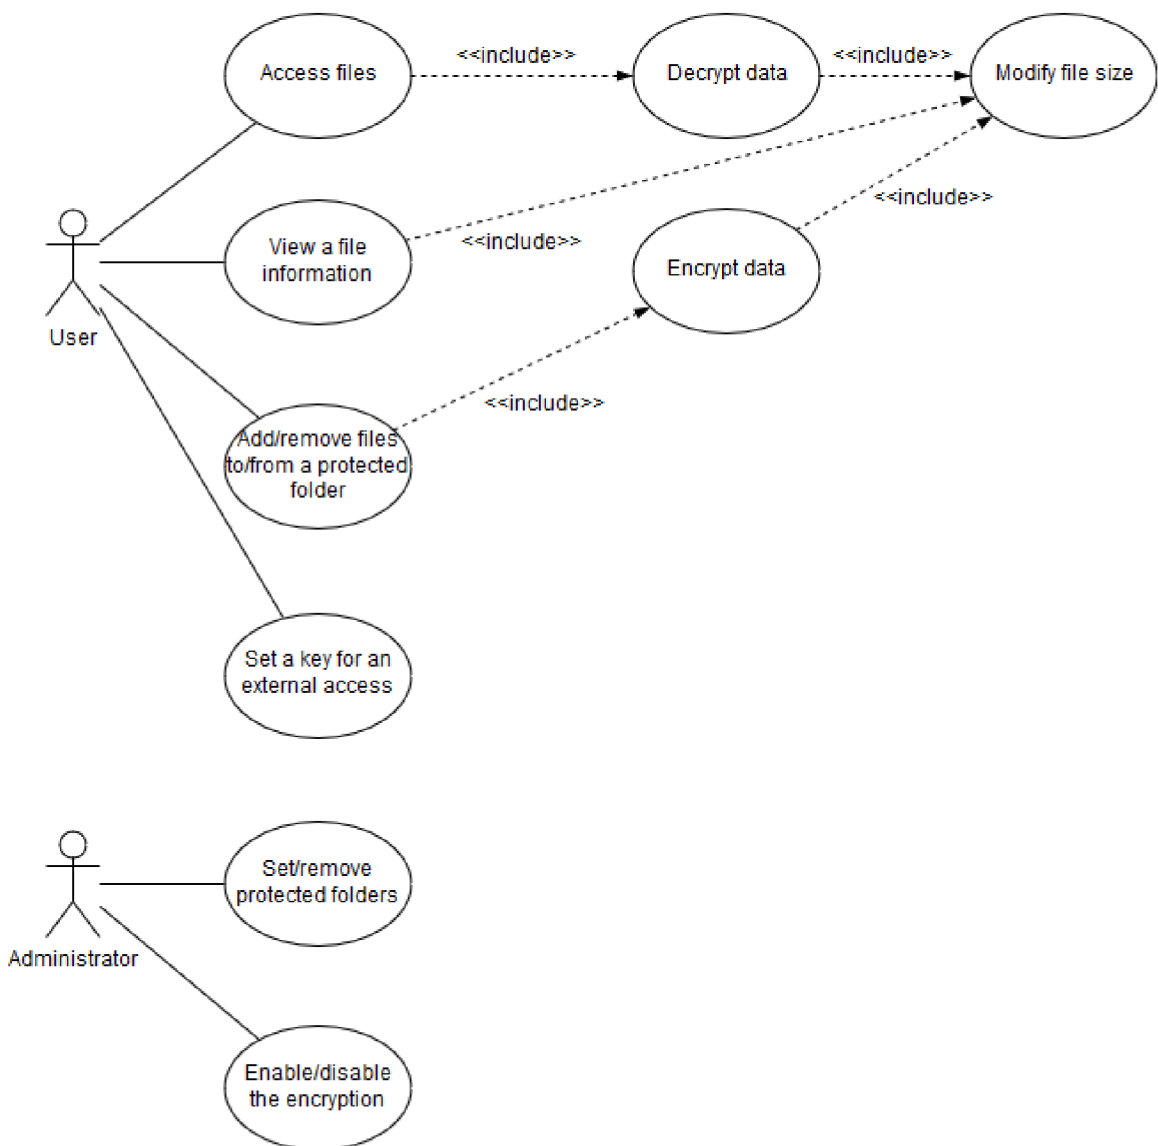 Access files
<<include>>
Decrypt data
<<include>>
Modify file size
View a file
information
<<include>>
<<include>>
Encrypt data
User
<<include>>
Add/remove files
to/from a protected
folder
Set a key for an
external access
Set/remove
protected folders
Administrator
Enable/disable
the encryption